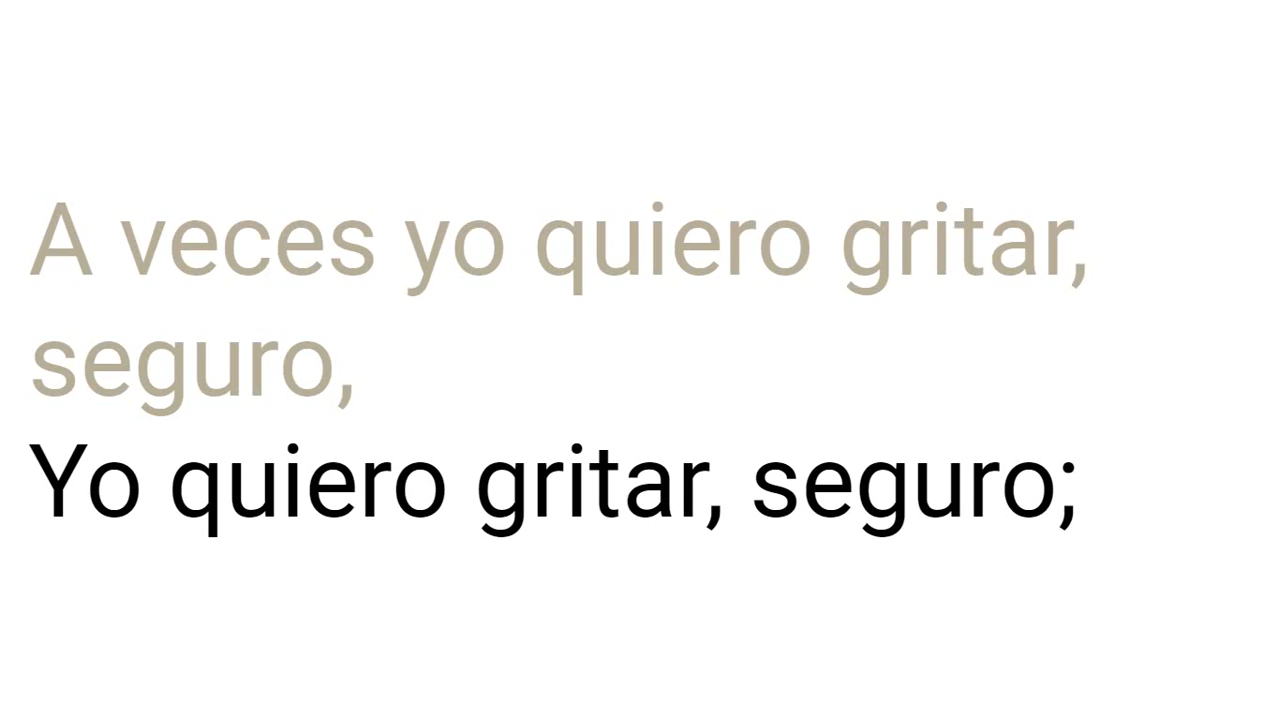 A veces yo quiero gritar,
seguro,
Yo quiero gritar, seguro;